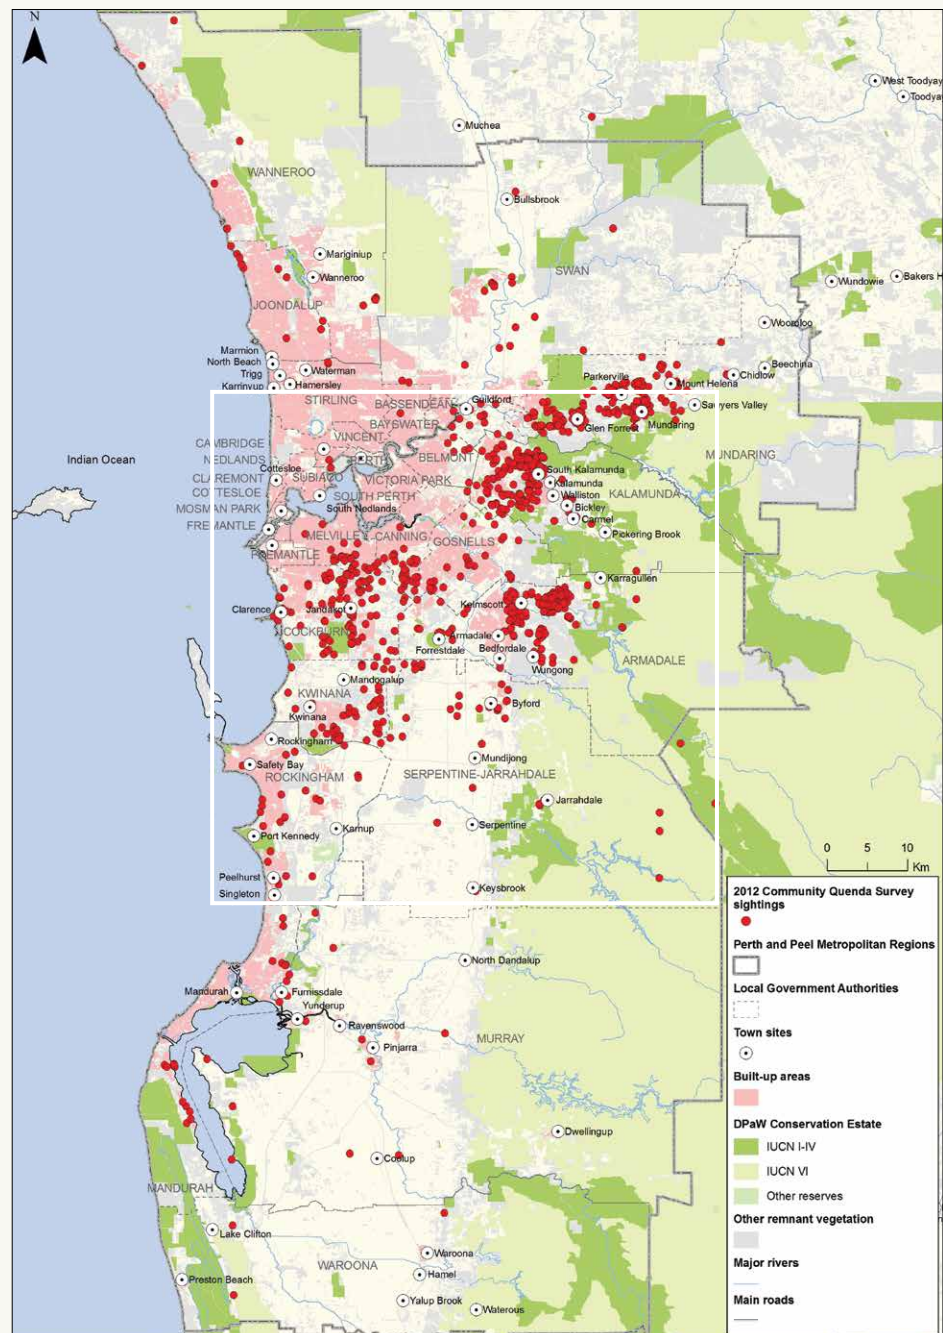 N
West Toodyay
Toodya
Muchea
WANNEROO
Bullsbrook
Mariginiup
SWAN
Wanneroo
Wundowie
Bakers H
JOONDALUP
Woorolloo
Marmion
North Beach
Waterman
Trigg
Karrinyup
Hamersley
Parkerville
Beechina
Chidlow
Mount Helena
STIRLING
BASSENDEAN
Guildford
Sawyers Valley
BAYSWATER
Glen Forrest
Mundaring
VINCENT
CAMBRIDGE
PERTH
BELMONT
MUNDARING
Indian Ocean
NEDLANDS
Cottesloe
South Kalamunda
CLAREMONT
SUBIACO
VICTORIA PARK
Kalamunda
COTTESLOE
SOUTH PERTH
Walliston
KALAMUNDA
MOSMAN PARK
South Nedlands
Bickley
Carmel
FREMANTLE
MELVILLE
CANNING
GOSNELLS
Pickering Brook
FREMANTLE
Karragullen
Clarence
Jandakot
Kelmscott
COCKBURN
Armadale
Forrestdale
Bedfordale
ARMADALE
Wungong
Mandogalup
KWINANA
Byford
Kwinana
Rockingham
Safety Bay
Mundijong
ROCKINGHAM
SERPENTINE-JARRAHDALE
Jarrahdale
Port Kennedy
Karnup
Serpentine
0 5 10
Km
Peelhurst
Singleton
Keysbrook
2012 Community Quenda Survey
sightings
Perth and Peel Metropolitan Regions
Local Government Authorities
Town sites
Built-up areas
DPaW Conservation Estate
IUCN I-IV
IUCN VI
Other reserves
Other remnant vegetation
Major rivers
Main roads
North Dandalup
Mandurah
Furnissdale
Yunderup
Ravenswood
Pinjarra
MURRAY
Dwellingup
Coolup
MANDURAH
Lake Clifton
Waroona
WAROONA
Hamel
Preston Beach
Yalup Brook
Waterous